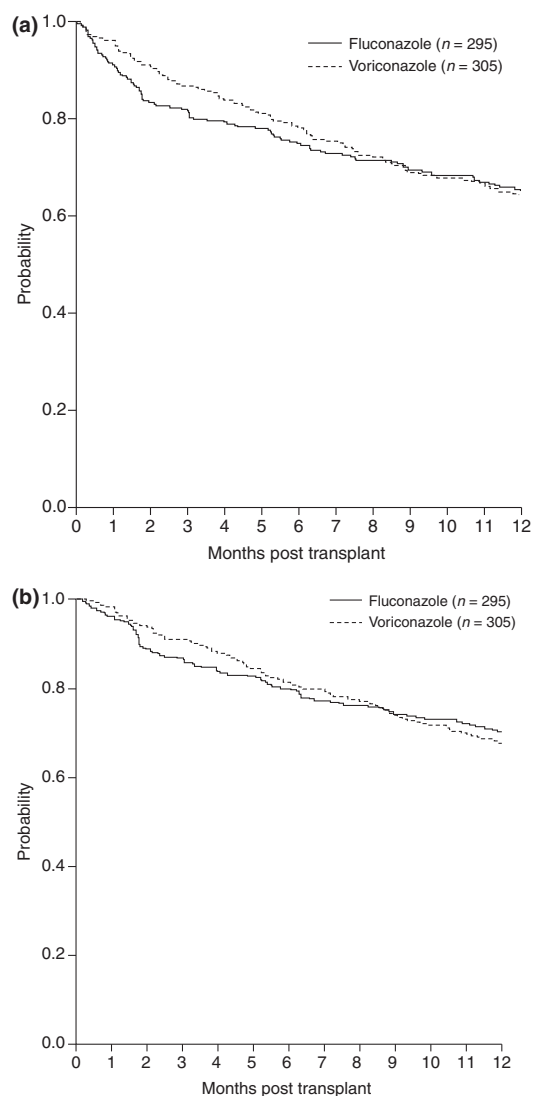 (a)
Fluconazole (n = 295)
Voriconazole (n = 305)
1.0
0.8
0.6
0.4
0.2
0.0
Probability
0 1 2 3 4 5 6 7 8 9 10 11 12
Months post transplant
(b)
Fluconazole (n = 295)
Voriconazole (n = 305)
1.0
0.8
0.6
0.4
0.2
0.0
Probability
0 1 2 3 4 5 6 7 8 9 10 11 12
Months post transplant